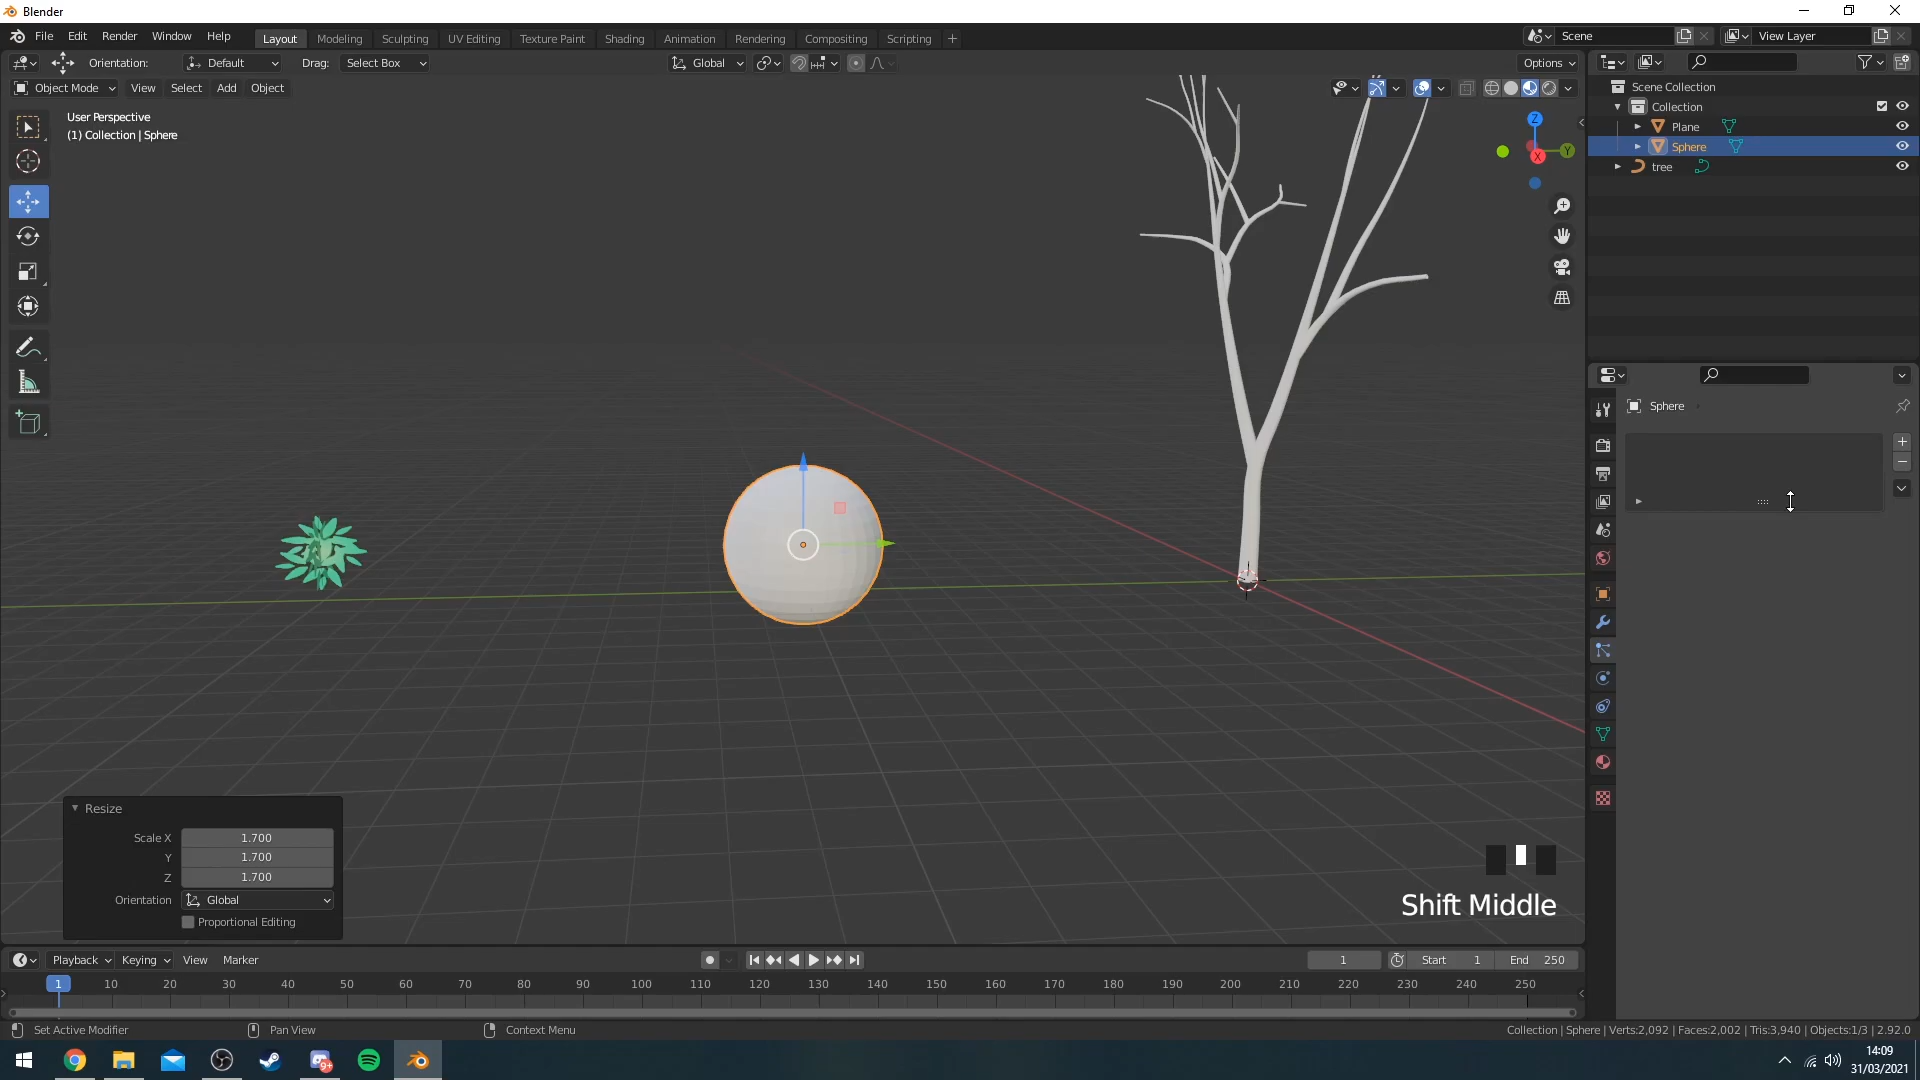 Blender
File Edit Render Window Help Layout Modeling Sculpting UV Editing Texture Paint Shading Animation Rendering Compositing Scripting + Scene View Layer
Orientation: Default Drag: Select Box Global Options
Object Mode View Select Add Object
User Perspective
(1) Collection | Sphere
Z
Y
X
Scene Collection
Collection
Plane
Sphere
tree
Sphere
Resize
Scale X 1.700
Y 1.700
Z 1.700
Orientation Global
Proportional Editing
Shift Middle
Playback Keying View Marker 1 Start 1 End 250
1 10 20 30 40 50 60 70 80 90 100 110 120 130 140 150 160 170 180 190 200 210 220 230 240 250
Set Active Modifier Pan View Context Menu Collection | Sphere | Verts:2,092 | Faces:2,002 | Tris:3,940 | Objects:1/3 | 2.92.0
9+
14:09
31/03/2021